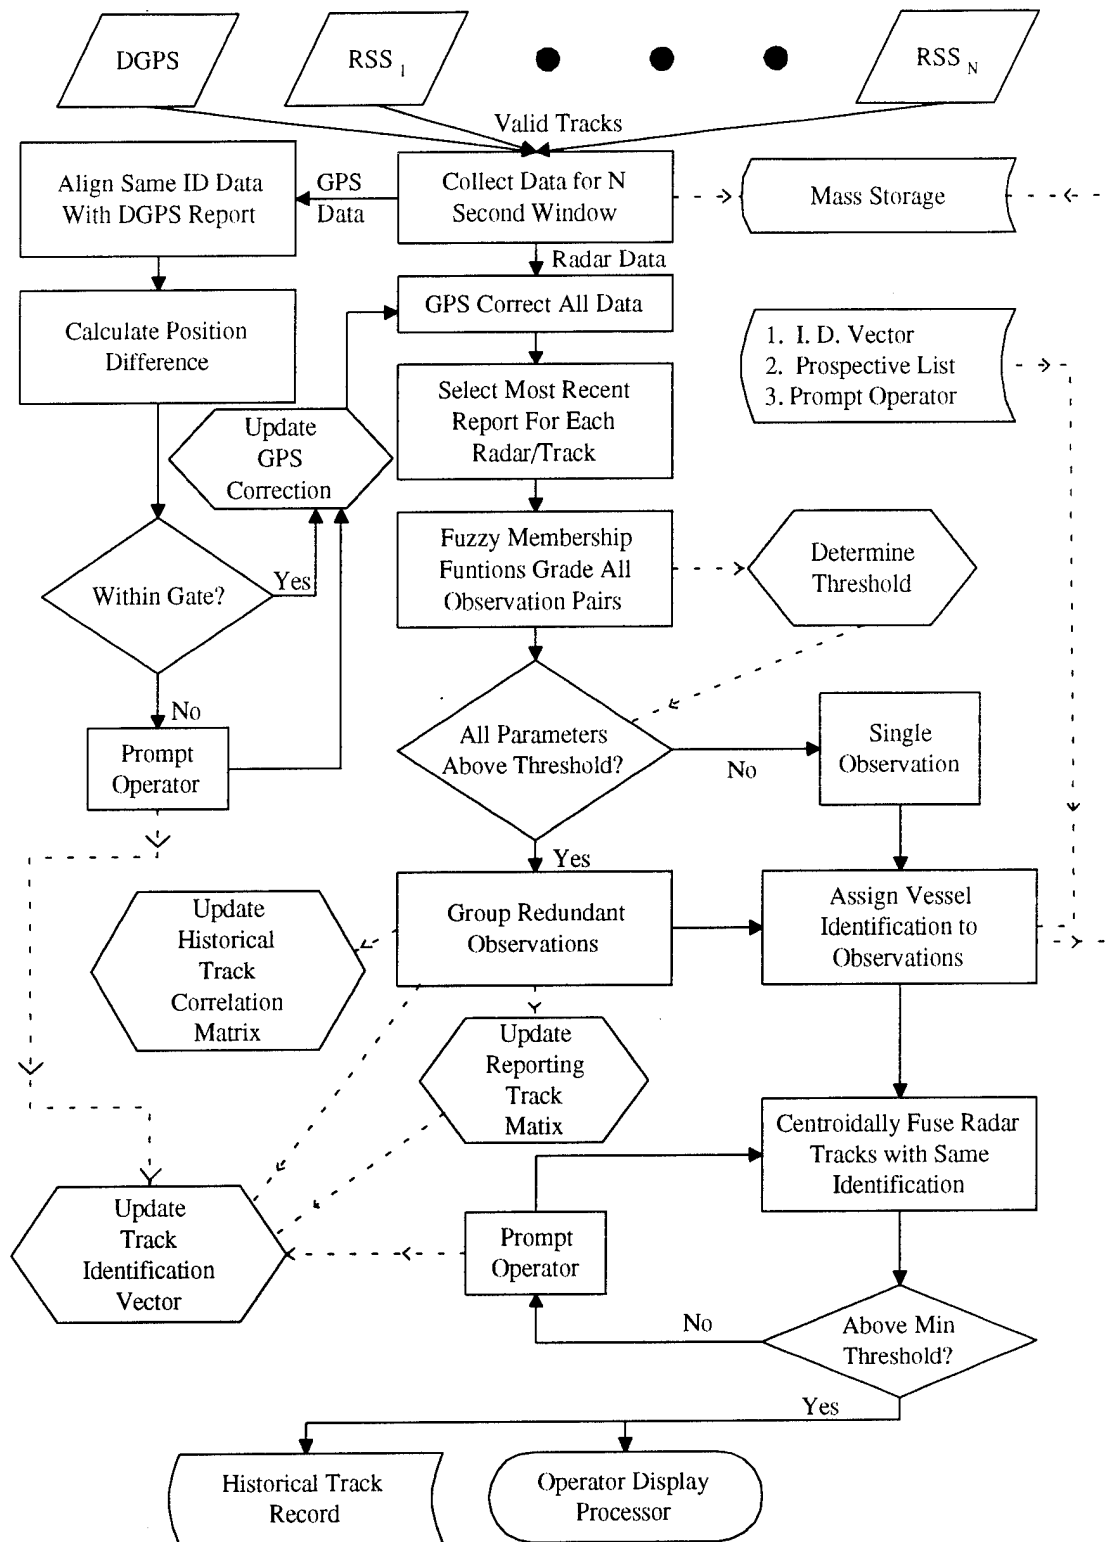 DGPS
RSS 1
RSS N
Valid Tracks
Align Same ID Data
With DGPS Report
GPS
Data
Collect Data for N
Second Window
Mass Storage
Radar Data
Calculate Position
Difference
GPS Correct All Data
1. I. D. Vector
2. Prospective List
3. Prompt Operator
Select Most Recent
Report For Each
Radar/Track
Update
GPS
Correction
Fuzzy Membership
Funtions Grade All
Observation Pairs
Determine
Threshold
Within Gate?
Yes
No
Prompt
Operator
All Parameters
Above Threshold?
No
Single
Observation
Yes
Update
Historical
Track
Correlation
Matrix
Group Redundant
Observations
Assign Vessel
Identification to
Observations
Update
Reporting
Track
Matix
Centroidally Fuse Radar
Tracks with Same
Identification
Update
Track
Identification
Vector
Prompt
Operator
No
Above Min
Threshold?
Yes
Historical Track
Record
Operator Display
Processor